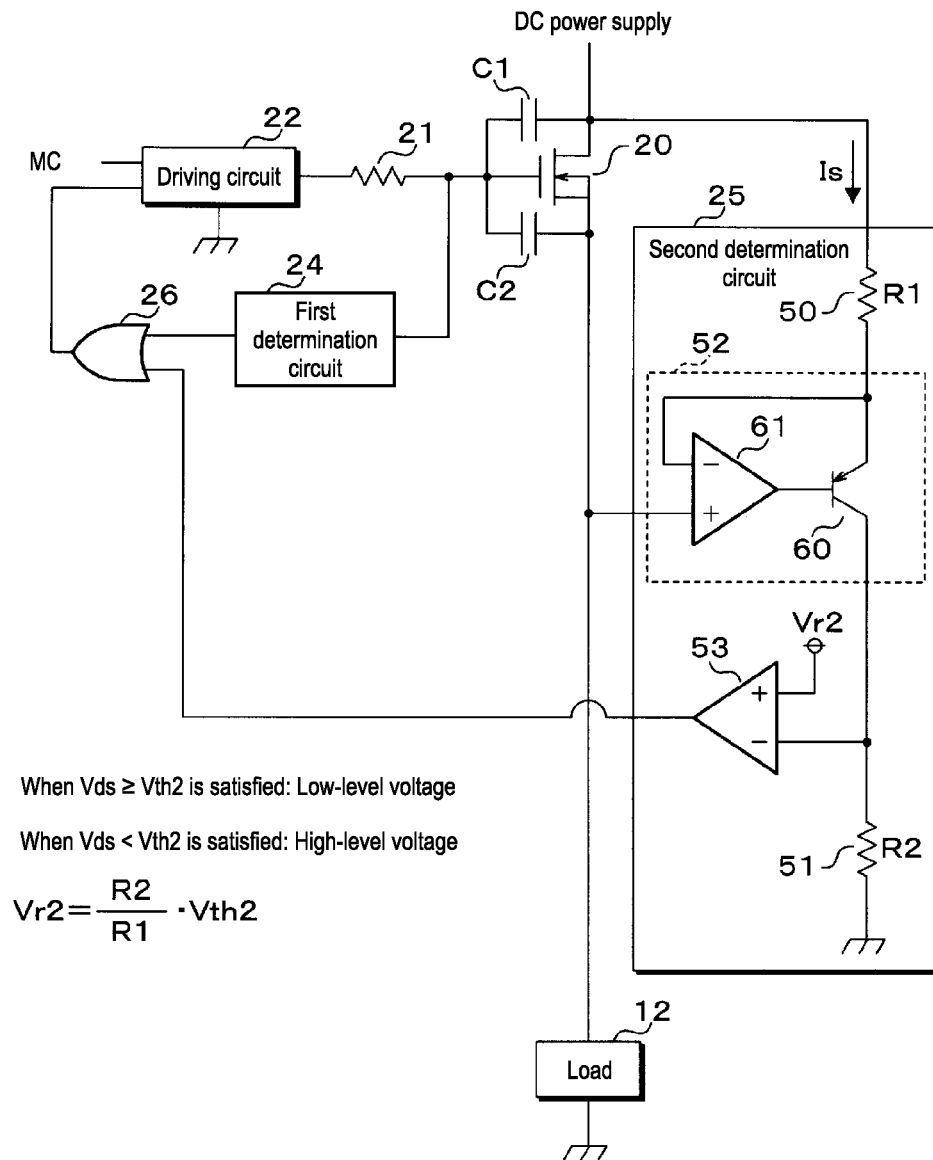 DC power supply
C1
22
21
20
MC
Driving circuit
Is
25
Second determination
circuit
24
C2
50
R1
26
First
determination
circuit
52
61
−
+
60
Vr2
53
+
−
When Vds ≥ Vth2 is satisfied: Low-level voltage
When Vds < Vth2 is satisfied: High-level voltage
51
R2
Vr2=R2/R1·Vth2
12
Load